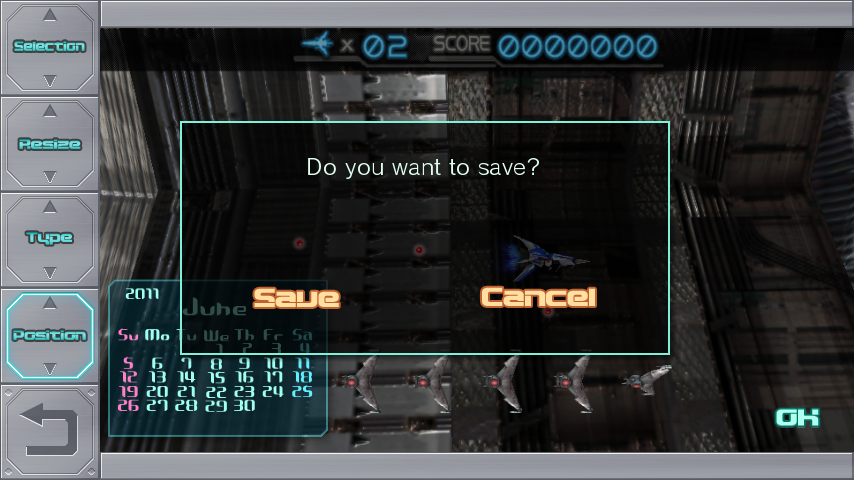 Selection
Resize
Type
Position
x 02 SCORE 0000000
Do you want to save?
Save Cancel
2011
June
Su Mo Tu We Th Fr Sa
1 2 3 4
5 6 7 8 9 10 11
12 13 14 15 16 17 18
19 20 21 22 23 24 25
26 27 28 29 30
OK